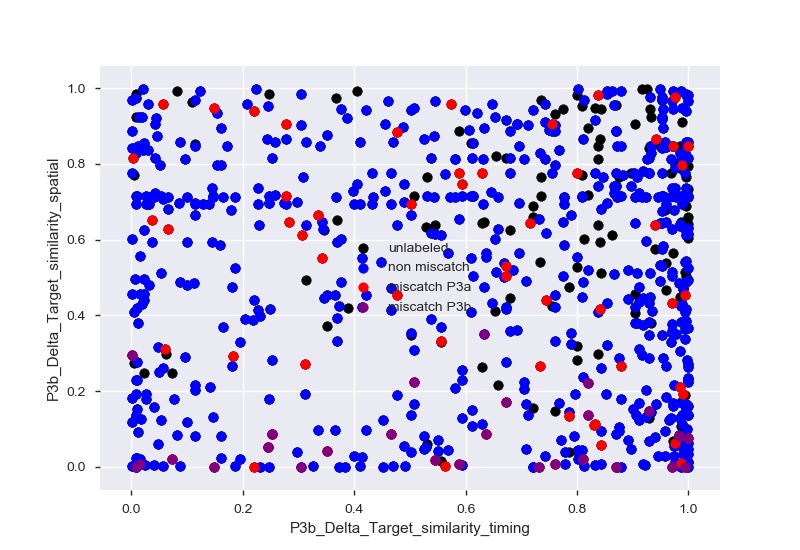 1.0
0.8
0.6
0.4
0.2
0.0
P3b_Delta_Target_similarity_spatial
unlabeled
non miscatch
miscatch P3a
miscatch P3b
0.0 0.2 0.4 0.6 0.8 1.0
P3b_Delta_Target_similarity_timing